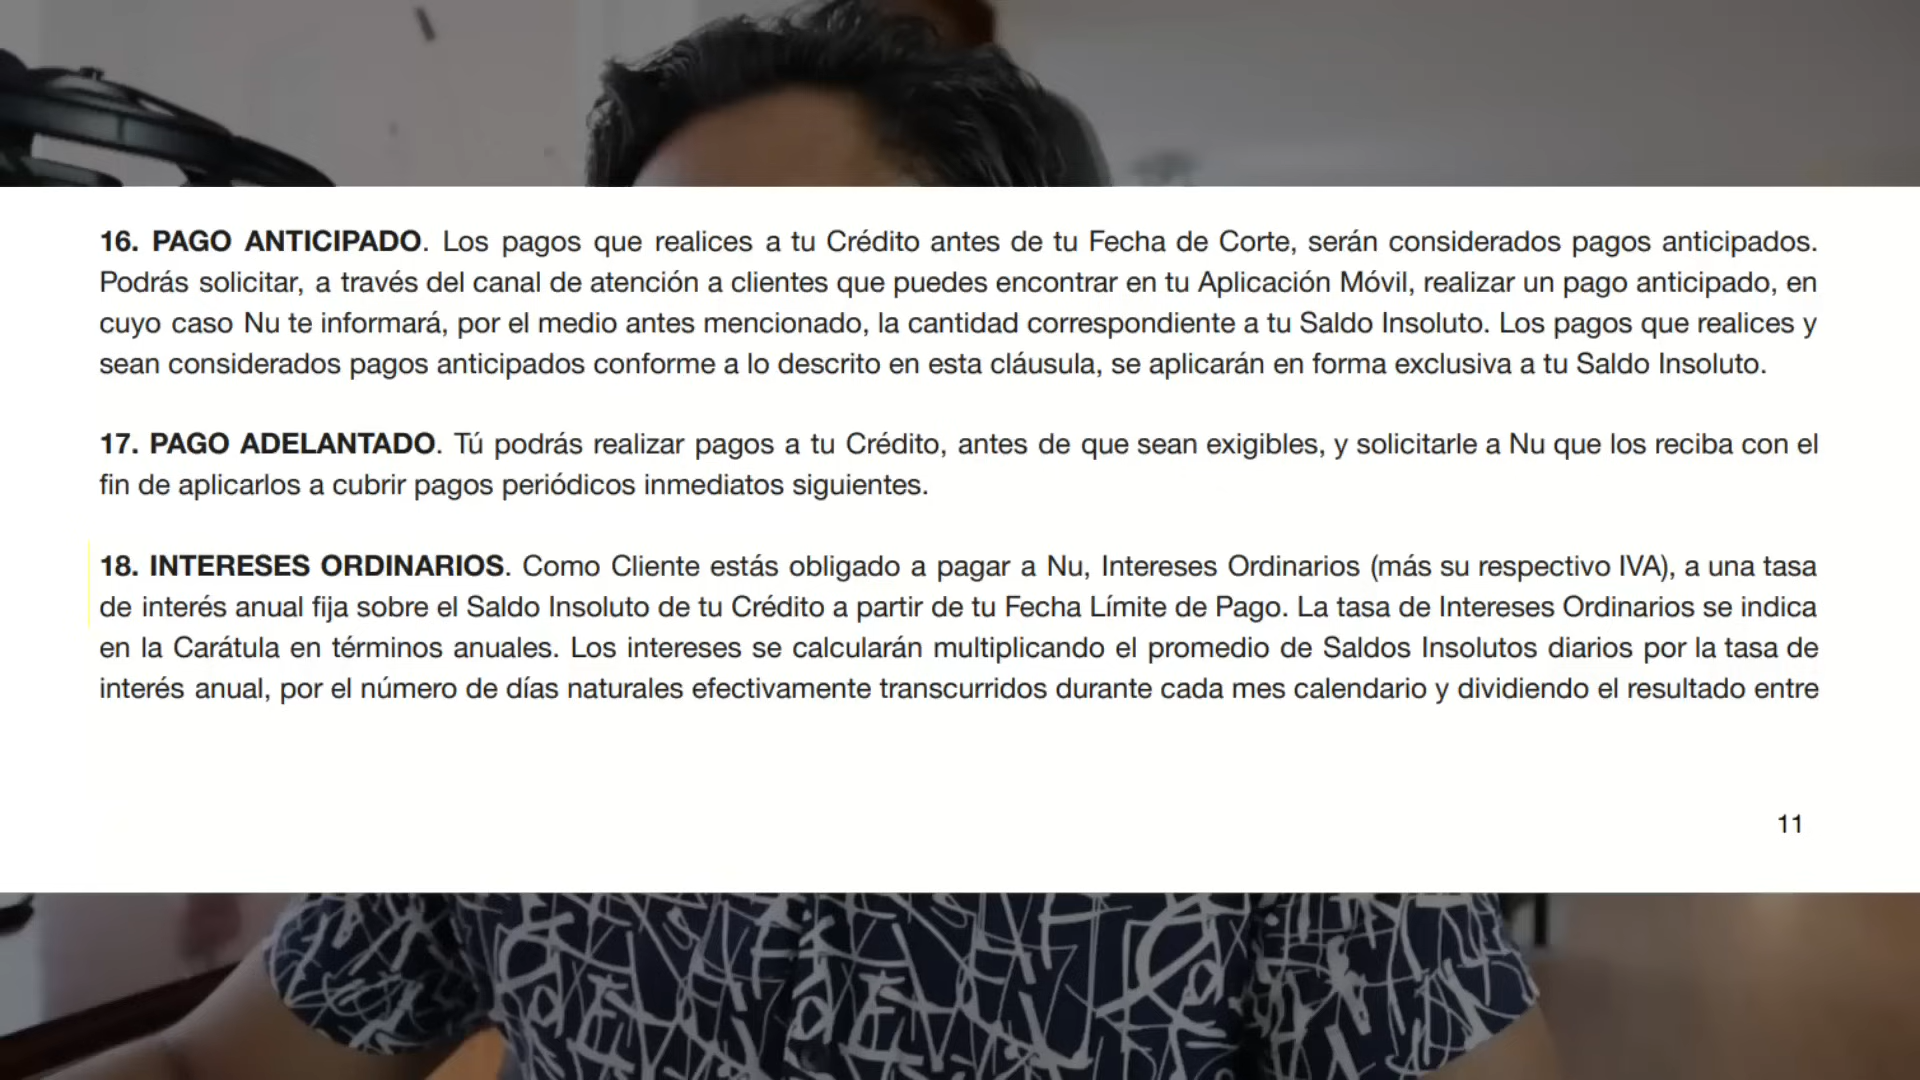 16. PAGO ANTICIPADO. Los pagos que realices a tu Crédito antes de tu Fecha de Corte, serán considerados pagos anticipados.
Podrás solicitar, a través del canal de atención a clientes que puedes encontrar en tu Aplicación Móvil, realizar un pago anticipado, en
cuyo caso Nu te informará, por el medio antes mencionado, la cantidad correspondiente a tu Saldo Insoluto. Los pagos que realices y
sean considerados pagos anticipados conforme a lo descrito en esta cláusula, se aplicarán en forma exclusiva a tu Saldo Insoluto.
17. PAGO ADELANTADO. Tú podrás realizar pagos a tu Crédito, antes de que sean exigibles, y solicitarle a Nu que los reciba con el
fin de aplicarlos a cubrir pagos periódicos inmediatos siguientes.
18. INTERESES ORDINARIOS. Como Cliente estás obligado a pagar a Nu, Intereses Ordinarios (más su respectivo IVA), a una tasa
de interés anual fija sobre el Saldo Insoluto de tu Crédito a partir de tu Fecha Límite de Pago. La tasa de Intereses Ordinarios se indica
en la Carátula en términos anuales. Los intereses se calcularán multiplicando el promedio de Saldos Insolutos diarios por la tasa de
interés anual, por el número de días naturales efectivamente transcurridos durante cada mes calendario y dividiendo el resultado entre
11